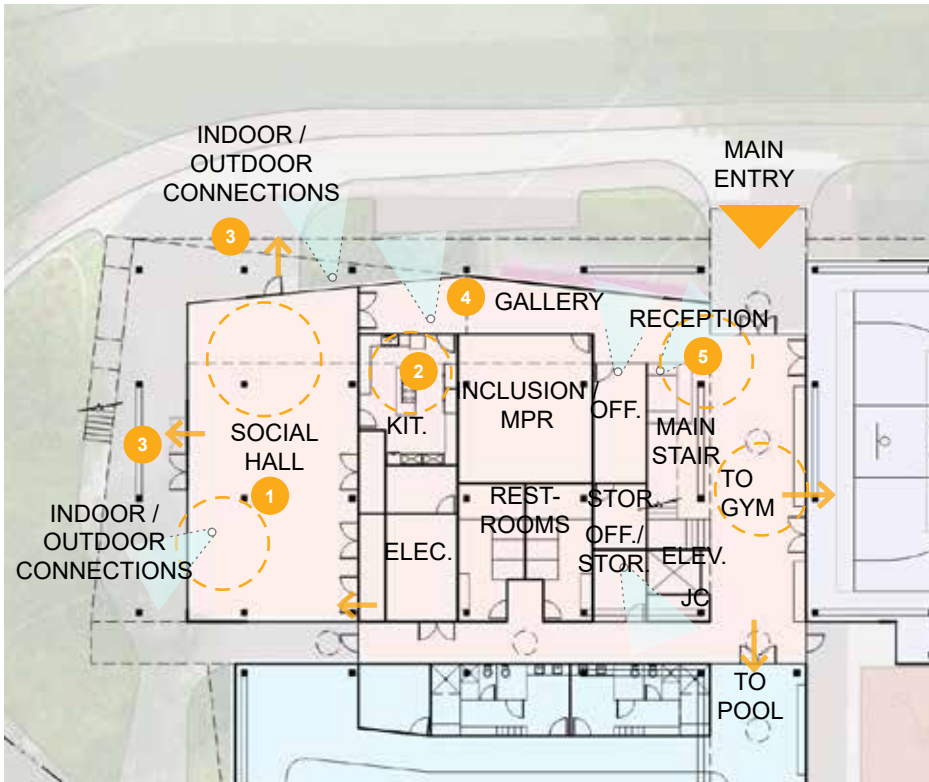 INDOOR /
OUTDOOR
CONNECTIONS
MAIN
ENTRY
3
4
GALLERY
RECEPTION
5
2
INCLUSION /
MPR
OFF.
KIT.
MAIN
STAIR
SOCIAL
HALL
3
1
TO
GYM
INDOOR /
OUTDOOR
CONNECTIONS
REST-
ROOMS
STOR.
ELEC.
OFF./
STOR.
ELEV.
JC
TO
POOL